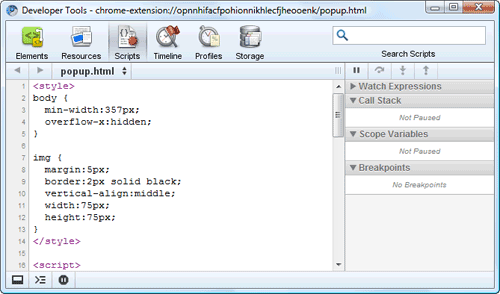 Developer Tools - chrome-extension://opnnhifacfpohionnikhlecfjheooenk/popup.html
Elements Resources Scripts Timeline Profiles Storage Search Scripts
popup.html
1 <style>
2 body {
3 min-width:357px;
4 overflow-x:hidden;
5 }
6
7 img {
8 margin:5px;
9 border:2px solid black;
10 vertical-align:middle;
11 width:75px;
12 height:75px;
13 }
14 </style>
15
16 <script>
Watch Expressions
Call Stack
Not Paused
Scope Variables
Not Paused
Breakpoints
No Breakpoints